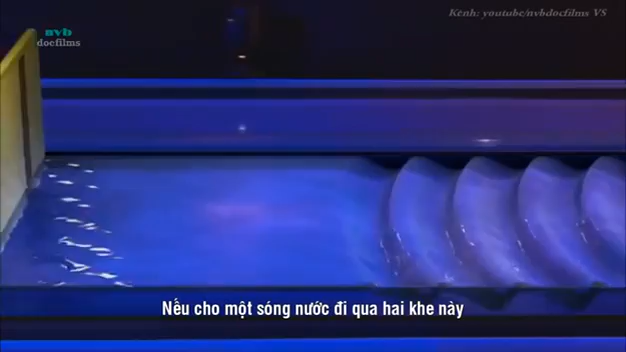 nvb
docfilms
Kênh: youtube/nvbdocfilms VS
Nếu cho một sóng nước đi qua hai khe này